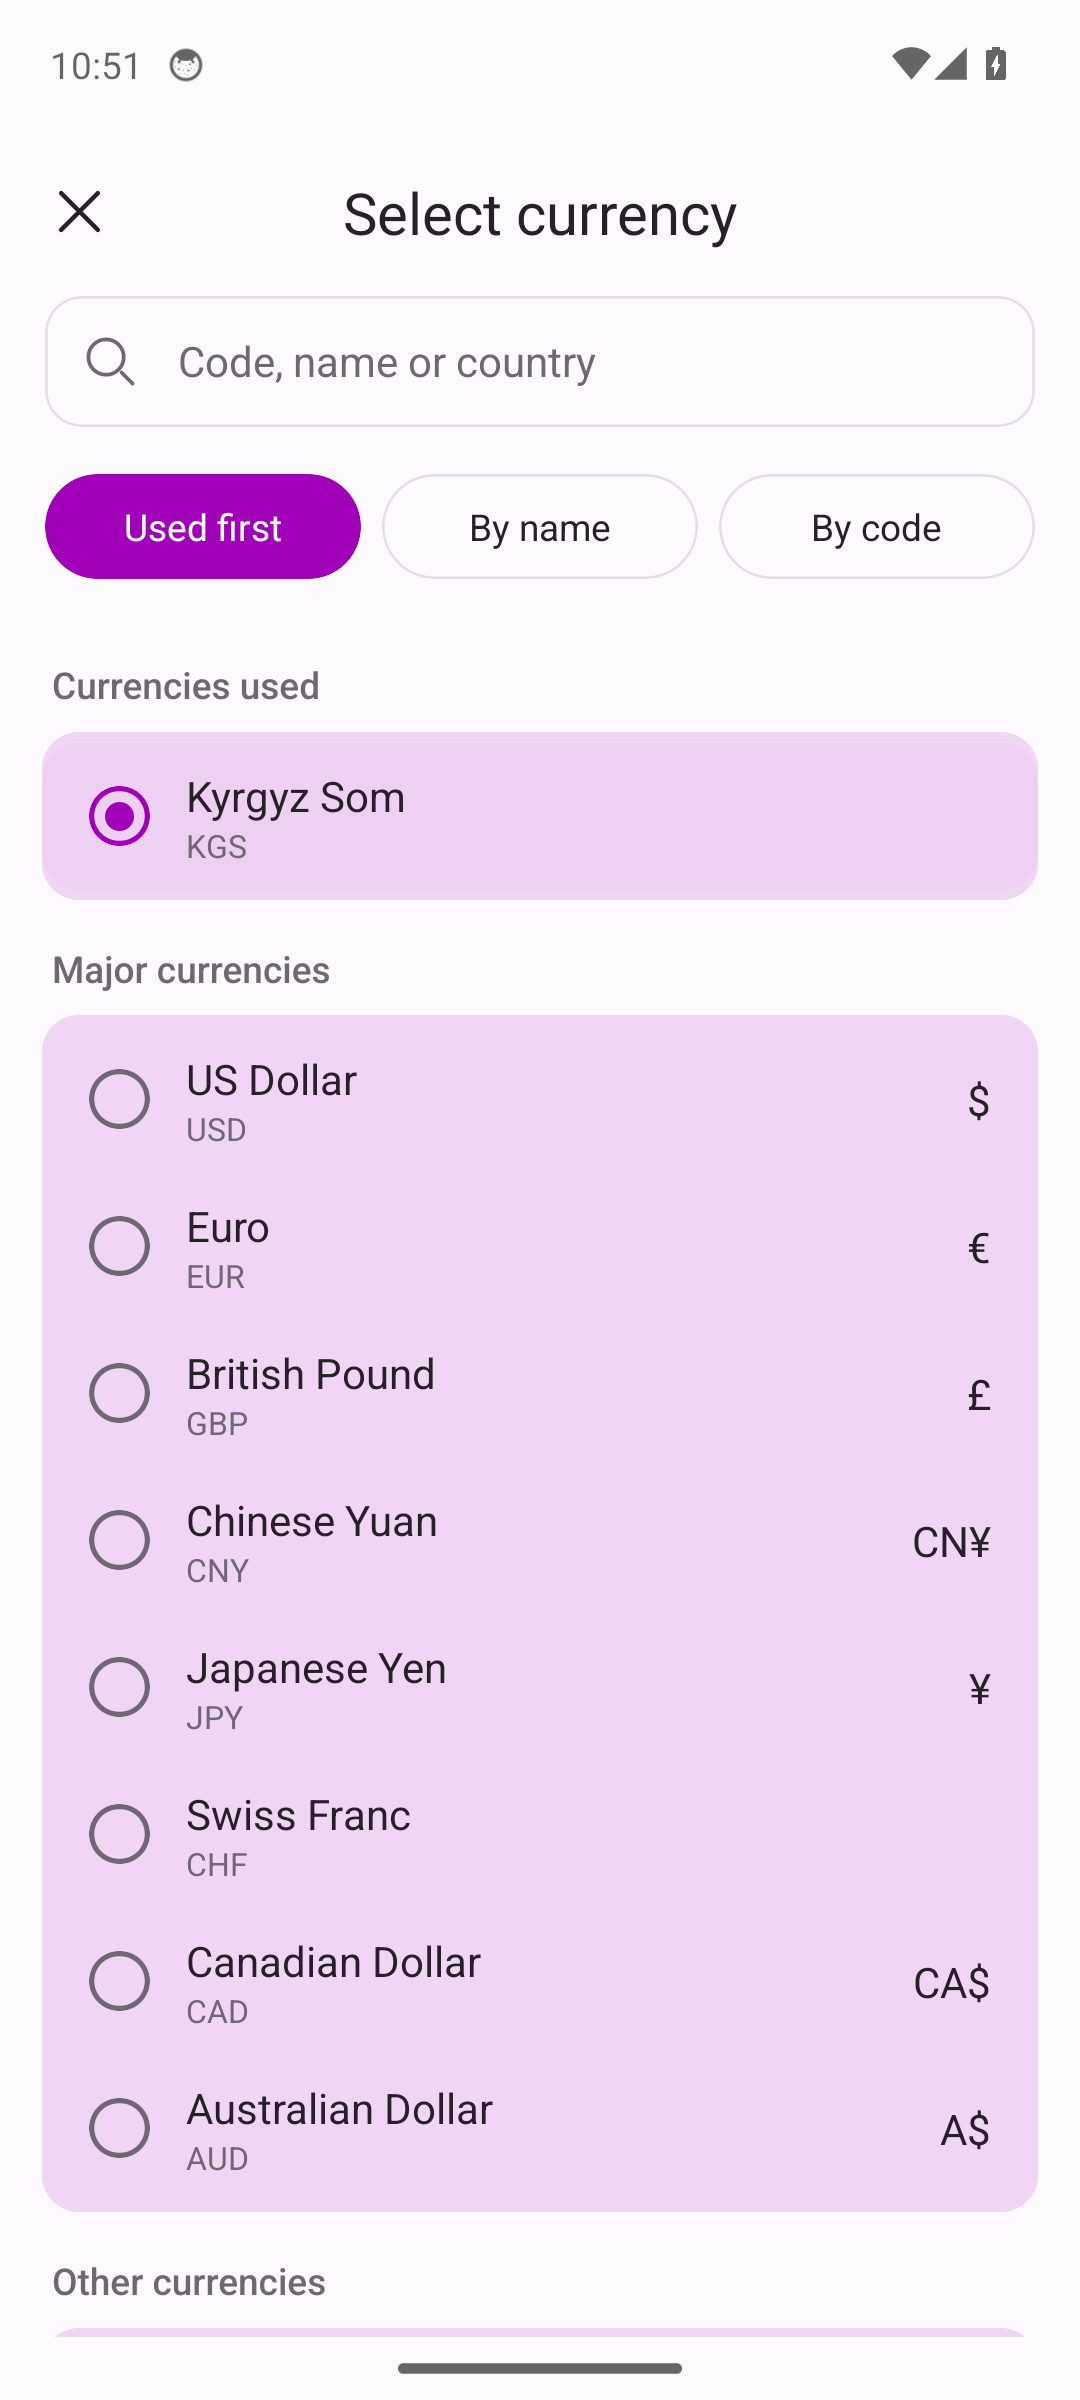 10:51
Select currency
Code, name or country
Used first
By name
By code
Currencies used
Kyrgyz Som
KGS
Major currencies
US Dollar
USD
$
Euro
EUR
€
British Pound
GBP
£
Chinese Yuan
CNY
CN¥
Japanese Yen
JPY
¥
Swiss Franc
CHF
Canadian Dollar
CAD
CA$
Australian Dollar
AUD
A$
Other currencies